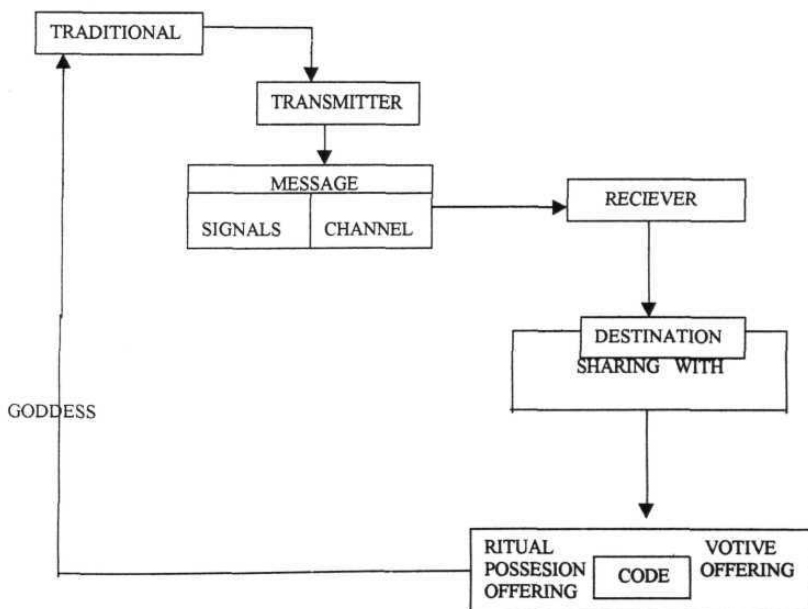 TRADITIONAL
TRANSMITTER
MESSAGE
SIGNALS CHANNEL
RECIEVER
DESTINATION
SHARING WITH
GODDESS
RITUAL VOTIVE
POSSESION CODE OFFERING
OFFERING